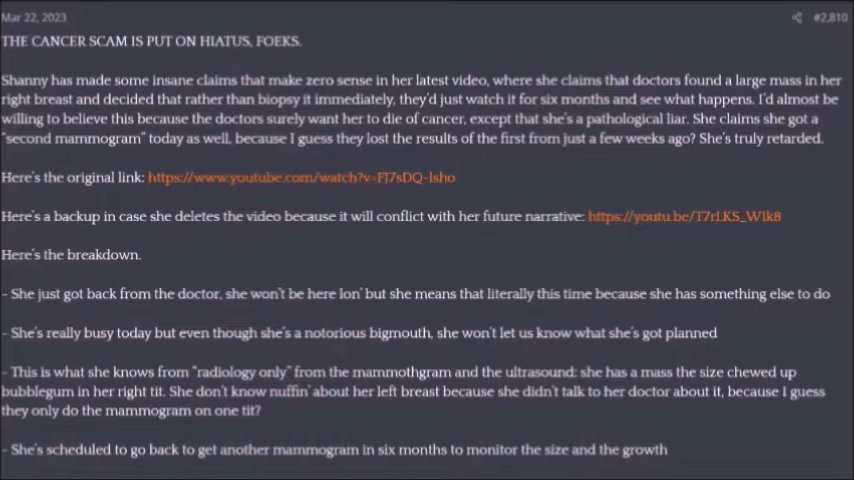 Mar 22, 2023
#2,810
THE CANCER SCAM IS PUT ON HIATUS, FOEKS.
Shanny has made some insane claims that make zero sense in her latest video, where she claims that doctors found a large mass in her
right breast and decided that rather than biopsy it immediately, they'd just watch it for six months and see what happens. I'd almost be
willing to believe this because the doctors surely want her to die of cancer, except that she's a pathological liar. She claims she got a
"second mammogram" today as well, because I guess they lost the results of the first from just a few weeks ago? She's truly retarded.
Here's the original link: https://www.youtube.com/watch?v=FJ7sDQ-lsho
Here's a backup in case she deletes the video because it will conflict with her future narrative: https://youtu.be/T7rLKS_W1k8
Here's the breakdown.
- She just got back from the doctor, she won't be here lon' but she means that literally this time because she has something else to do
- She's really busy today but even though she's a notorious bigmouth, she won't let us know what she's got planned
- This is what she knows from "radiology only" from the mammothgram and the ultrasound: she has a mass the size chewed up
bubblegum in her right tit. She don't know nuffin' about her left breast because she didn't talk to her doctor about it, because I guess
they only do the mammogram on one tit?
- She's scheduled to go back to get another mammogram in six months to monitor the size and the growth